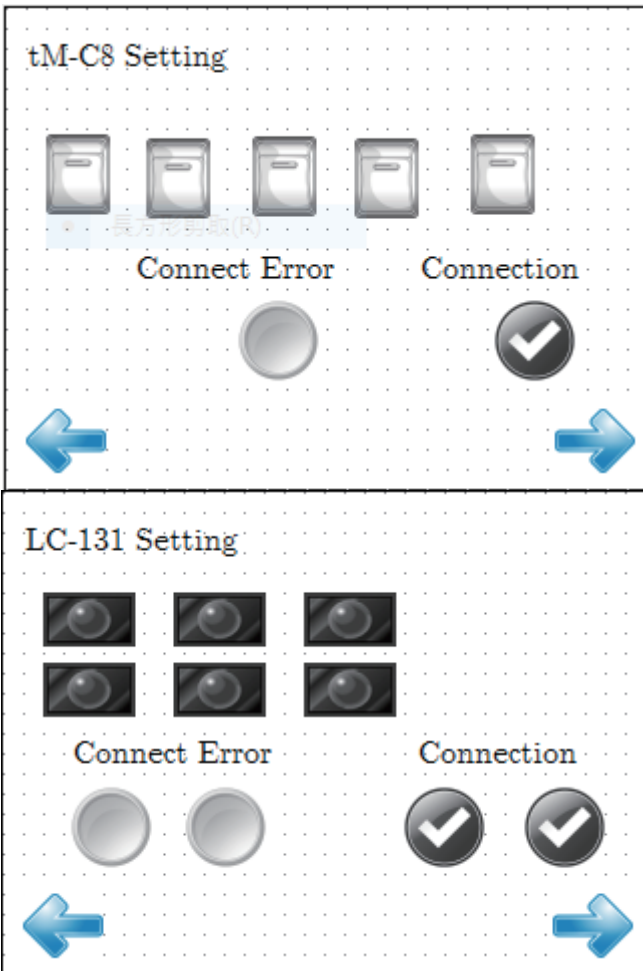 tM-C8 Setting
長方形剪取(R)
Connect Error
Connection
LC-131 Setting
Connect Error
Connection